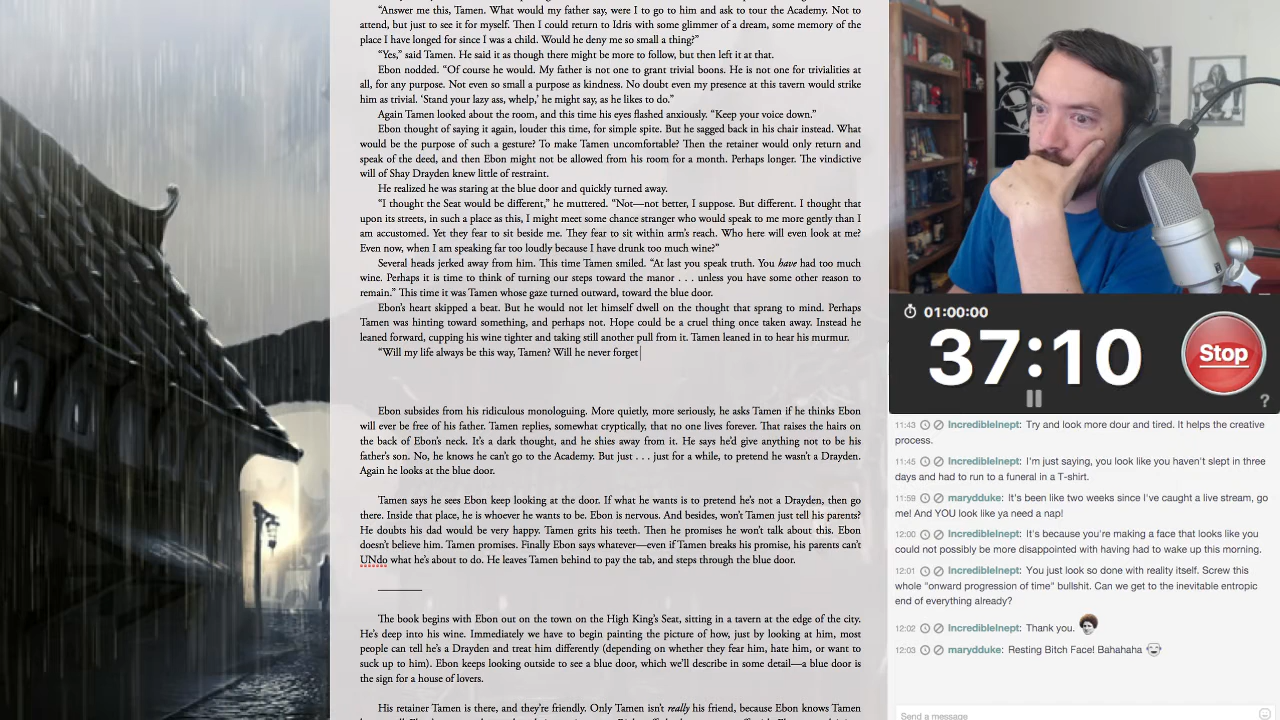 “Answer me this, Tamen. What would my father say, were I to go to him and ask to tour the Academy. Not to
attend, but just to see it for myself. Then I could return to Idris with some glimmer of a dream, some memory of the
place I have longed for since I was a child. Would he deny me so small a thing?”
“Yes,” said Tamen. He said it as though there might be more to follow, but then left it at that.
Ebon nodded. “Of course he would. My father is not one to grant trivial boons. He is not one for trivialities at
all, for any purpose. Not even so small a purpose as kindness. No doubt even my presence at this tavern would strike
him as trivial. ‘Stand your lazy ass, whelp,’ he might say, as he likes to do.”
Again Tamen looked about the room, and this time his eyes flashed anxiously. “Keep your voice down.”
Ebon thought of saying it again, louder this time, for simple spite. But he sagged back in his chair instead. What
would be the purpose of such a gesture? To make Tamen uncomfortable? Then the retainer would only return and
speak of the deed, and then Ebon might not be allowed from his room for a month. Perhaps longer. The vindictive
will of Shay Drayden knew little of restraint.
He realized he was staring at the blue door and quickly turned away.
“I thought the Seat would be different,” he muttered. “Not—not better, I suppose. But different. I thought that
upon its streets, in such a place as this, I might meet some chance stranger who would speak to me more gently than I
am accustomed. Yet they fear to sit beside me. They fear to sit within arm’s reach. Who here will even look at me?
Even now, when I am speaking far too loudly because I have drunk too much wine?”
Several heads jerked away from him. This time Tamen smiled. “At last you speak truth. You have had too much
wine. Perhaps it is time to think of turning our steps toward the manor . . . unless you have some other reason to
remain.” This time it was Tamen whose gaze turned outward, toward the blue door.
Ebon’s heart skipped a beat. But he would not let himself dwell on the thought that sprang to mind. Perhaps
Tamen was hinting toward something, and perhaps not. Hope could be a cruel thing once taken away. Instead he
leaned forward, cupping his wine tighter and taking still another pull from it. Tamen leaned in to hear his murmur.
“Will my life always be this way, Tamen? Will he never forget
Ebon subsides from his ridiculous monologuing. More quietly, more seriously, he asks Tamen if he thinks Ebon
will ever be free of his father. Tamen replies, somewhat cryptically, that no one lives forever. That raises the hairs on
the back of Ebon’s neck. It’s a dark thought, and he shies away from it. He says he’d give anything not to be his
father’s son. No, he knows he can’t go to the Academy. But just . . . just for a while, to pretend he wasn’t a Drayden.
Again he looks at the blue door.
Tamen says he sees Ebon keep looking at the door. If what he wants is to pretend he’s not a Drayden, then go
there. Inside that place, he is whoever he wants to be. Ebon is nervous. And besides, won’t Tamen just tell his parents?
He doubts his dad would be very happy. Tamen grits his teeth. Then he promises he won’t talk about this. Ebon
doesn’t believe him. Tamen promises. Finally Ebon says whatever—even if Tamen breaks his promise, his parents can’t
UNdo what he’s about to do. He leaves Tamen behind to pay the tab, and steps through the blue door.
The book begins with Ebon out on the town on the High King’s Seat, sitting in a tavern at the edge of the city.
He’s deep into his wine. Immediately we have to begin painting the picture of how, just by looking at him, most
people can tell he’s a Drayden and treat him differently (depending on whether they fear him, hate him, or want to
suck up to him). Ebon keeps looking outside to see a blue door, which we’ll describe in some detail—a blue door is
the sign for a house of lovers.
His retainer Tamen is there, and they’re friendly. Only Tamen isn’t really his friend, because Ebon knows Tamen
01:00:00
37:10
Stop
?
11:43 IncredibleInept: Try and look more dour and tired. It helps the creative
process.
11:45 IncredibleInept: I'm just saying, you look like you haven't slept in three
days and had to run to a funeral in a T-shirt.
11:59 marydduke: It's been like two weeks since I've caught a live stream, go
me! And YOU look like ya need a nap!
12:00 IncredibleInept: It's because you're making a face that looks like you
could not possibly be more disappointed with having had to wake up this morning.
12:01 IncredibleInept: You just look so done with reality itself. Screw this
whole "onward progression of time" bullshit. Can we get to the inevitable entropic
end of everything already?
12:02 IncredibleInept: Thank you.
12:03 marydduke: Resting Bitch Face! Bahahaha
Send a message